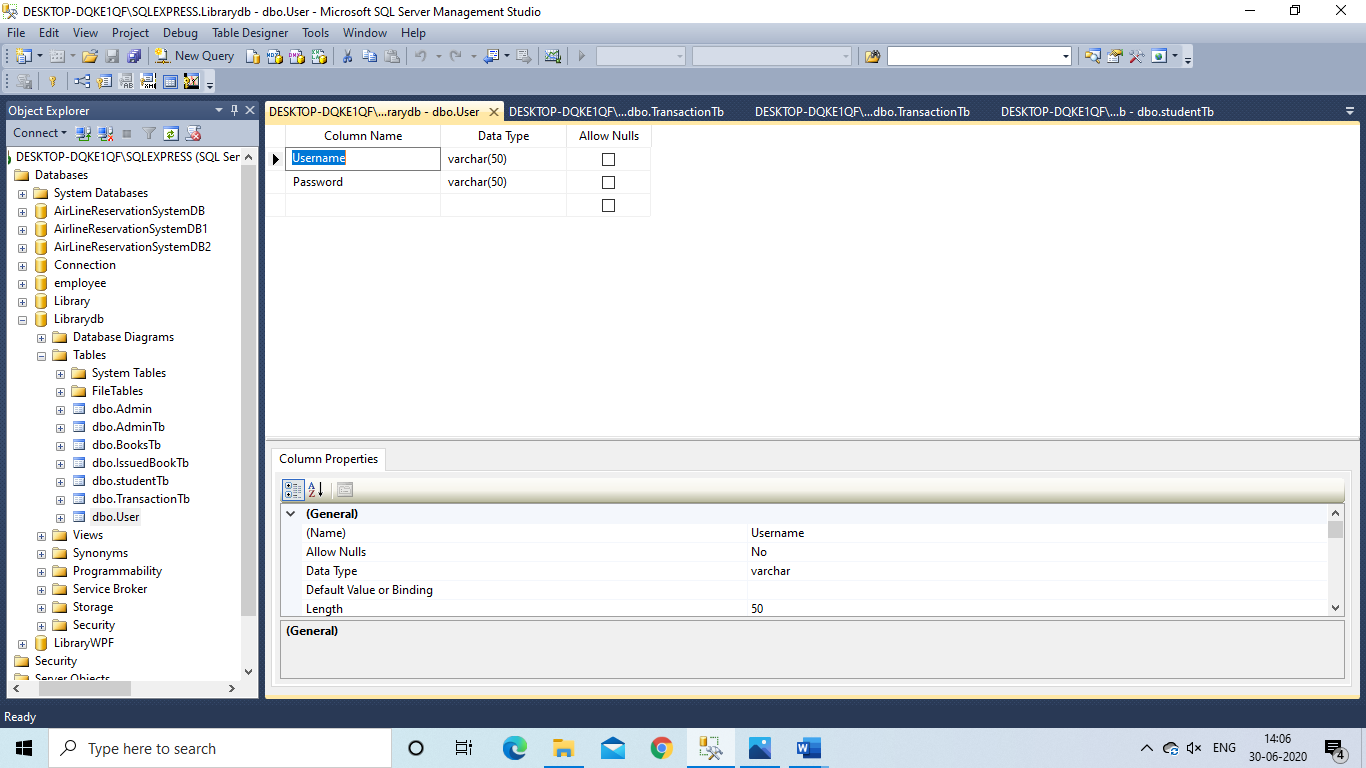 DESKTOP-DQKE1QF\SQLEXPRESS.Librarydb - dbo.User - Microsoft SQL Server Management Studio
File Edit View Project Debug Table Designer Tools Window Help
New Query
Object Explorer
Connect
DESKTOP-DQKE1QF\SQLEXPRESS (SQL Ser
Databases
System Databases
AirLineReservationSystemDB
AirlineReservationSystemDB1
AirLineReservationSystemDB2
Connection
employee
Library
Librarydb
Database Diagrams
Tables
System Tables
FileTables
dbo.Admin
dbo.AdminTb
dbo.BooksTb
dbo.IssuedBookTb
dbo.studentTb
dbo.TransactionTb
dbo.User
Views
Synonyms
Programmability
Service Broker
Storage
Security
LibraryWPF
Security
Server Objects
DESKTOP-DQKE1QF\...rarydb - dbo.User DESKTOP-DQKE1QF\...dbo.TransactionTb DESKTOP-DQKE1QF\...dbo.TransactionTb DESKTOP-DQKE1QF\...b - dbo.studentTb
Column Name Data Type Allow Nulls
Username varchar(50)
Password varchar(50)
Column Properties
(General)
(Name) Username
Allow Nulls No
Data Type varchar
Default Value or Binding
Length 50
(General)
Ready
Type here to search
ENG
14:06
30-06-2020
4